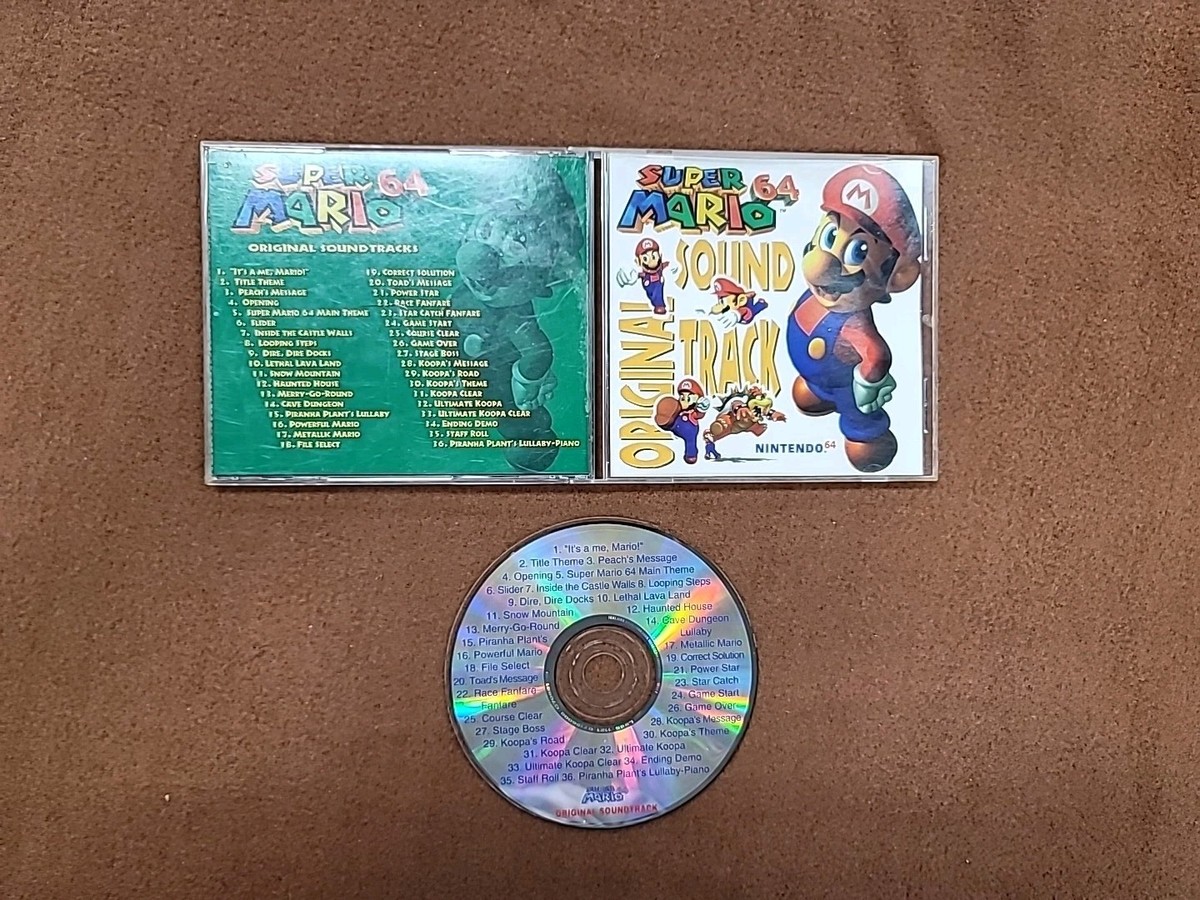 SUPER
MARIO 64
ORIGINAL SOUNDTRACKS
1. "IT'S A ME, MARIO!"
2. TITLE THEME
3. PEACH'S MESSAGE
4. OPENING
5. SUPER MARIO 64 MAIN THEME
6. SLIDER
7. INSIDE THE CASTLE WALLS
8. LOOPING STEPS
9. DIRE, DIRE DOCKS
10. LETHAL LAVA LAND
11. SNOW MOUNTAIN
12. HAUNTED HOUSE
13. MERRY-GO-ROUND
14. CAVE DUNGEON
15. PIRANHA PLANT'S LULLABY
16. POWERFUL MARIO
17. METALLIK MARIO
18. FILE SELECT
19. CORRECT SOLUTION
20. TOAD'S MESSAGE
21. POWER STAR
22. RACE FANFARE
23. STAR CATCH FANFARE
24. GAME START
25. COURSE CLEAR
26. GAME OVER
27. STAGE BOSS
28. KOOPA'S MESSAGE
29. KOOPA'S ROAD
30. KOOPA'S THEME
31. KOOPA CLEAR
32. ULTIMATE KOOPA
33. ULTIMATE KOOPA CLEAR
34. ENDING DEMO
35. STAFF ROLL
36. PIRANHA PLANT'S LULLABY-PIANO
SUPER
MARIO 64 ™
ORIGINAL
SOUND
TRACK
M
NINTENDO 64
1. "It's a me, Mario!"
2. Title Theme 3. Peach's Message
4. Opening 5. Super Mario 64 Main Theme
6. Slider 7. Inside the Castle Walls 8. Looping Steps
9. Dire, Dire Docks 10. Lethal Lava Land
11. Snow Mountain 12. Haunted House
13. Merry-Go-Round 14. Cave Dungeon
15. Piranha Plant's Lullaby
16. Powerful Mario 17. Metallic Mario
18. File Select 19. Correct Solution
20. Toad's Message 21. Power Star
22. Race Fanfare 23. Star Catch
Fanfare 24. Game Start
25. Course Clear 26. Game Over
27. Stage Boss 28. Koopa's Message
29. Koopa's Road 30. Koopa's Theme
31. Koopa Clear 32. Ultimate Koopa
33. Ultimate Koopa Clear 34. Ending Demo
35. Staff Roll 36. Piranha Plant's Lullaby-Piano
MARIO
ORIGINAL SOUNDTRACK